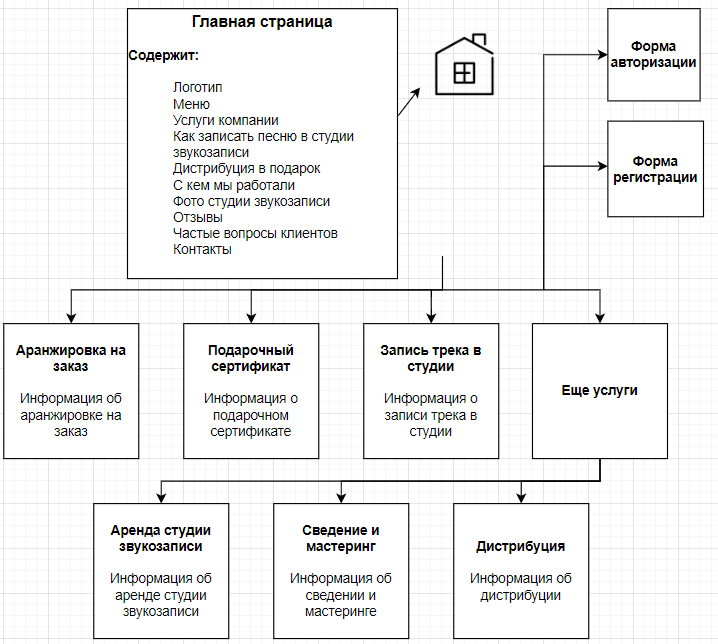 Главная страница
Содержит:
Логотип
Меню
Услуги компании
Как записать песню в студии
звукозаписи
Дистрибуция в подарок
С кем мы работали
Фото студии звукозаписи
Отзывы
Частые вопросы клиентов
Контакты
Форма
авторизации
Форма
регистрации
Аранжировка на
заказ
Информация об
аранжировке на
заказ
Подарочный
сертификат
Информация о
подарочном
сертификате
Запись трека в
студии
Информация о
записи трека в
студии
Еще услуги
Аренда студии
звукозаписи
Информация об
аренде студии
звукозаписи
Сведение и
мастеринг
Информация об
сведении и
мастеринге
Дистрибуция
Информация об
дистрибуции